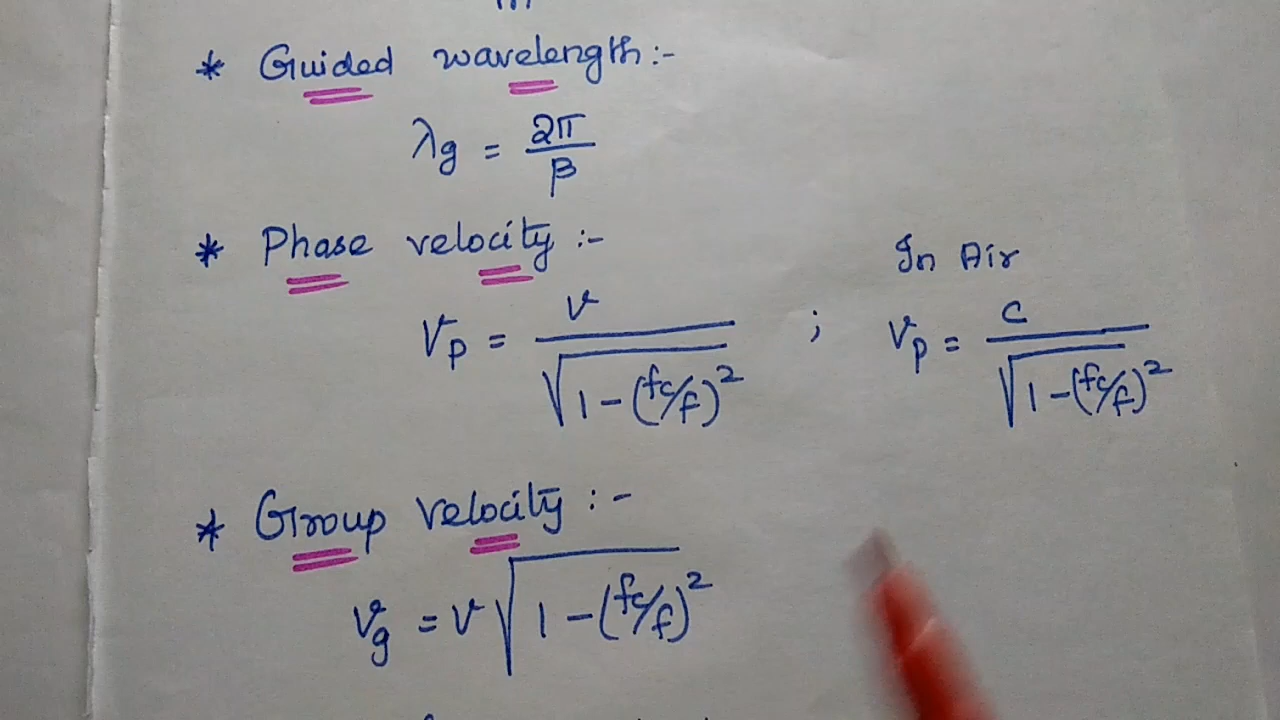 * Guided wavelength :-
λg = 2π/β
* Phase velocity :-
Vp = v/√1-(fc/f)² ; In Air Vp = c/√1-(fc/f)²
* Group velocity :-
Vg = v√1-(fc/f)²